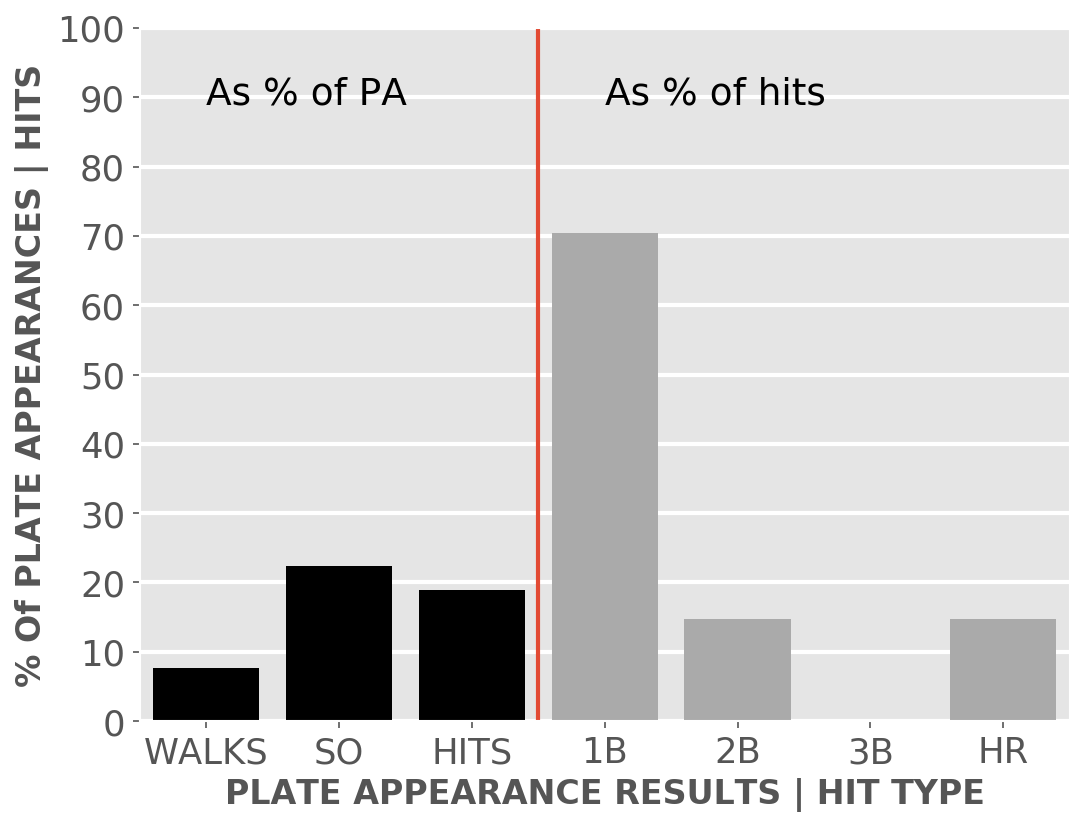 % Of PLATE APPEARANCES | HITS
100
90
80
70
60
50
40
30
20
10
0
As % of PA
As % of hits
WALKS SO HITS 1B 2B 3B HR
PLATE APPEARANCE RESULTS | HIT TYPE